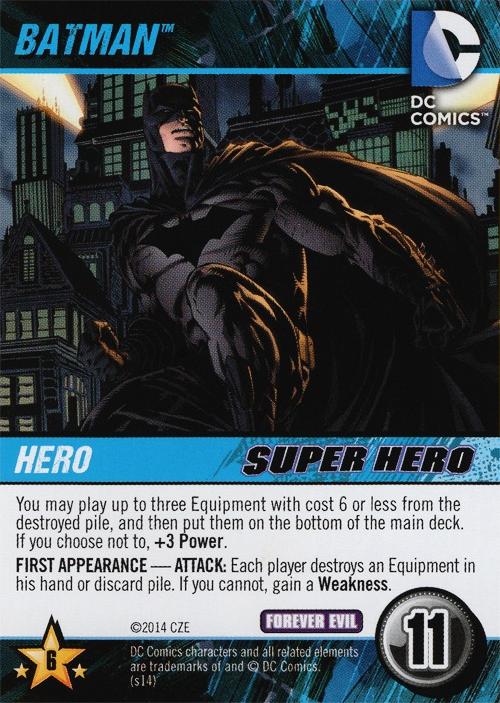 BATMAN™
DC
COMICS™
HERO
SUPER HERO
You may play up to three Equipment with cost 6 or less from the
destroyed pile, and then put them on the bottom of the main deck.
If you choose not to, +3 Power.
FIRST APPEARANCE — ATTACK: Each player destroys an Equipment in
his hand or discard pile. If you cannot, gain a Weakness.
©2014 CZE
FOREVER EVIL
6
11
DC Comics characters and all related elements
are trademarks of and © DC Comics.
(s14)